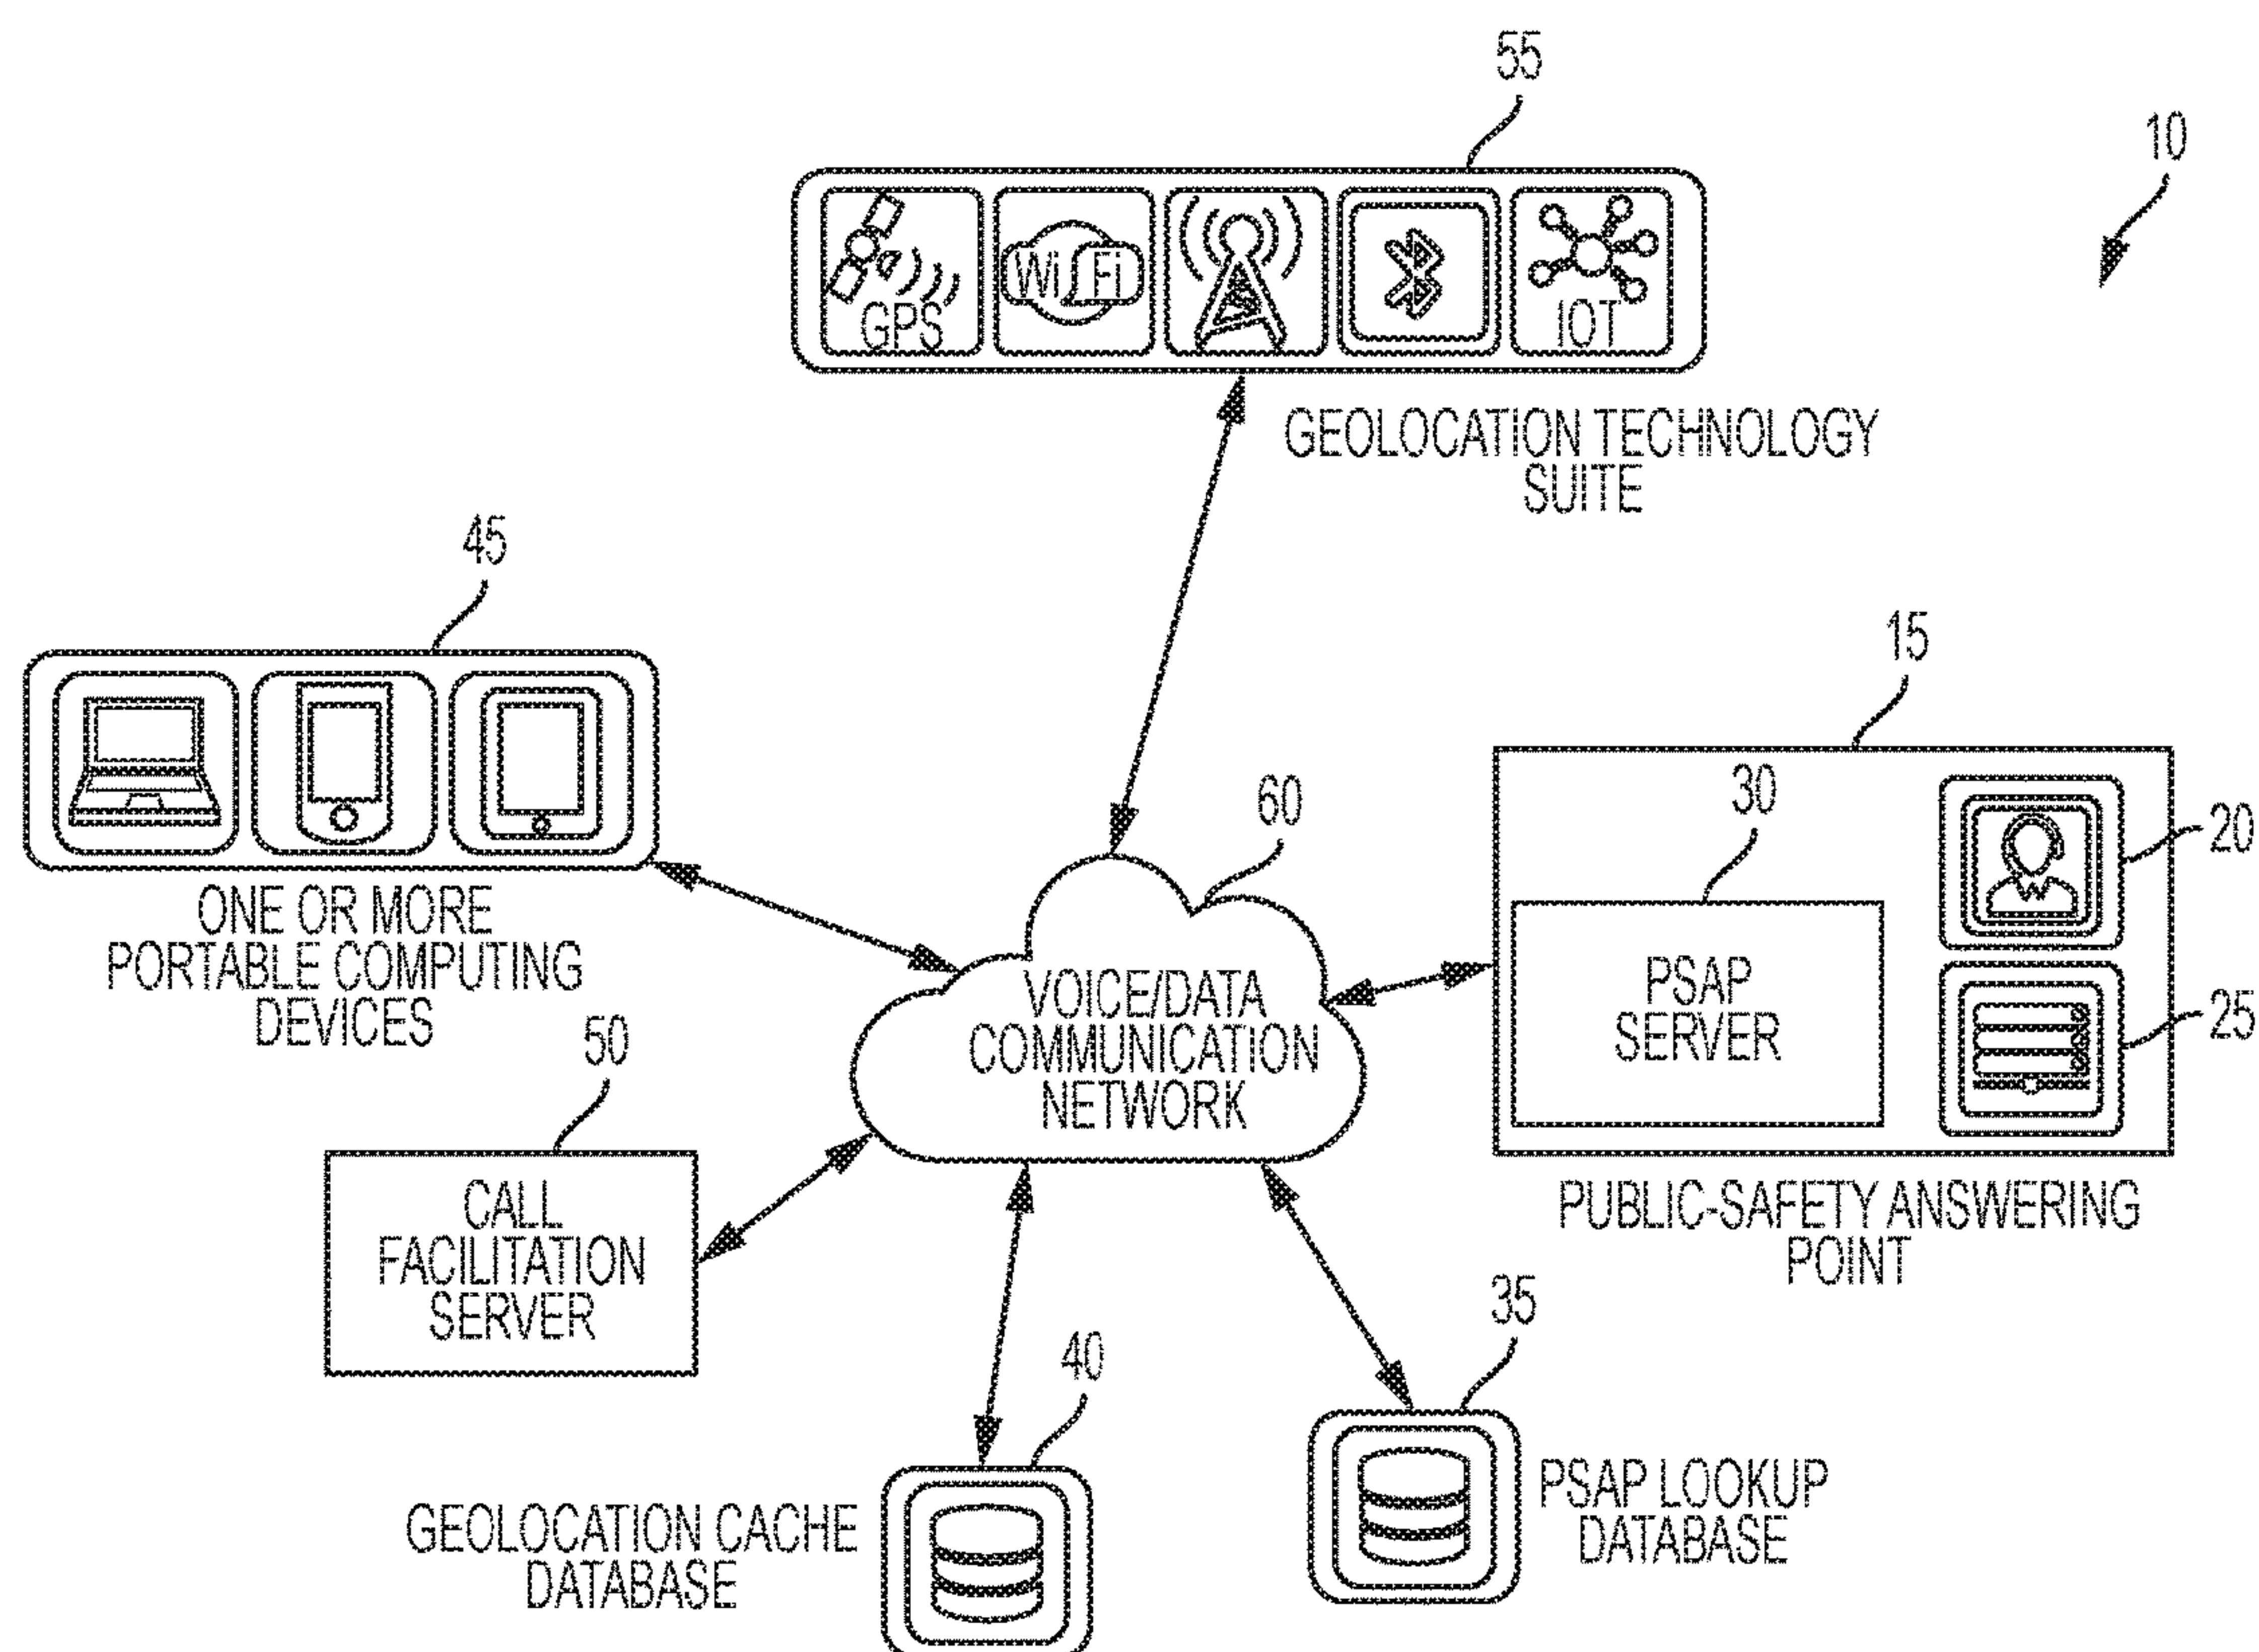 55
10
GPS
Wi Fi
IOT
GEOLOCATION TECHNOLOGY
SUITE
45
15
ONE OR MORE
PORTABLE COMPUTING
DEVICES
60
30
20
25
PSAP
SERVER
VOICE/DATA
COMMUNICATION
NETWORK
PUBLIC-SAFETY ANSWERING
POINT
50
CALL
FACILITATION
SERVER
40
GEOLOCATION CACHE
DATABASE
35
PSAP LOOKUP
DATABASE